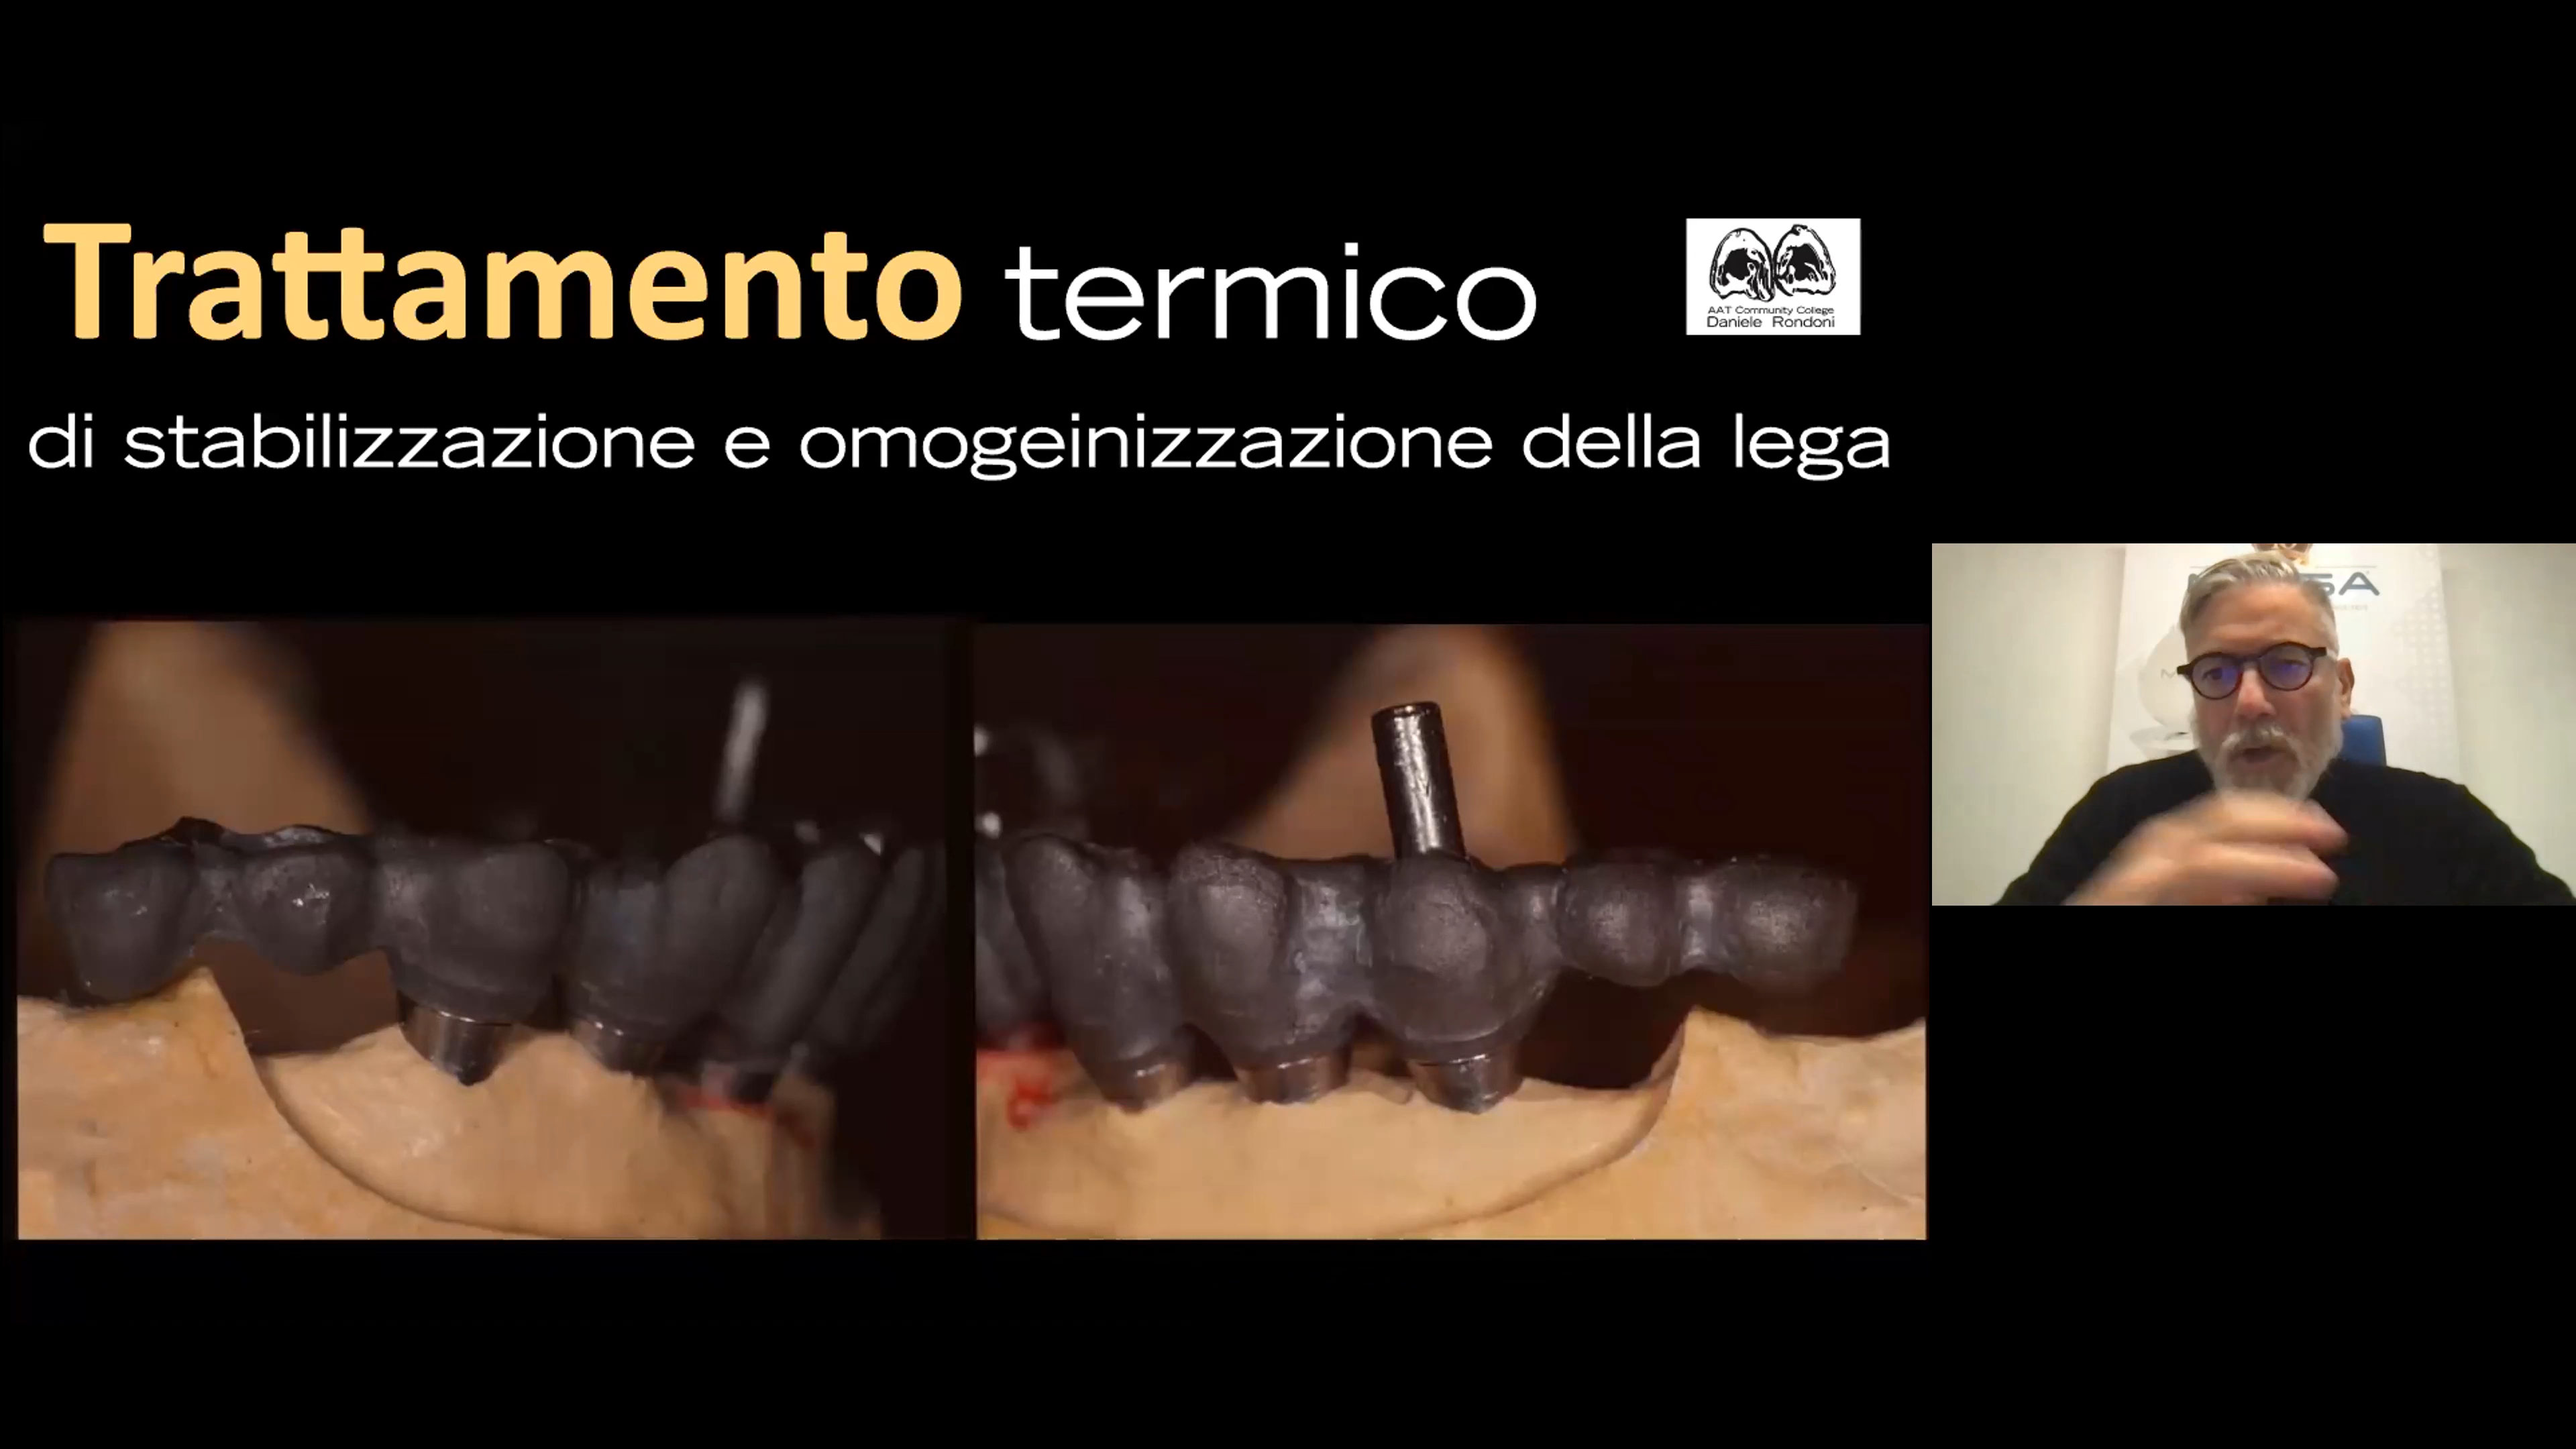 Trattamento termico
AAT Community College
Daniele Rondoni
di stabilizzazione e omogeinizzazione della lega